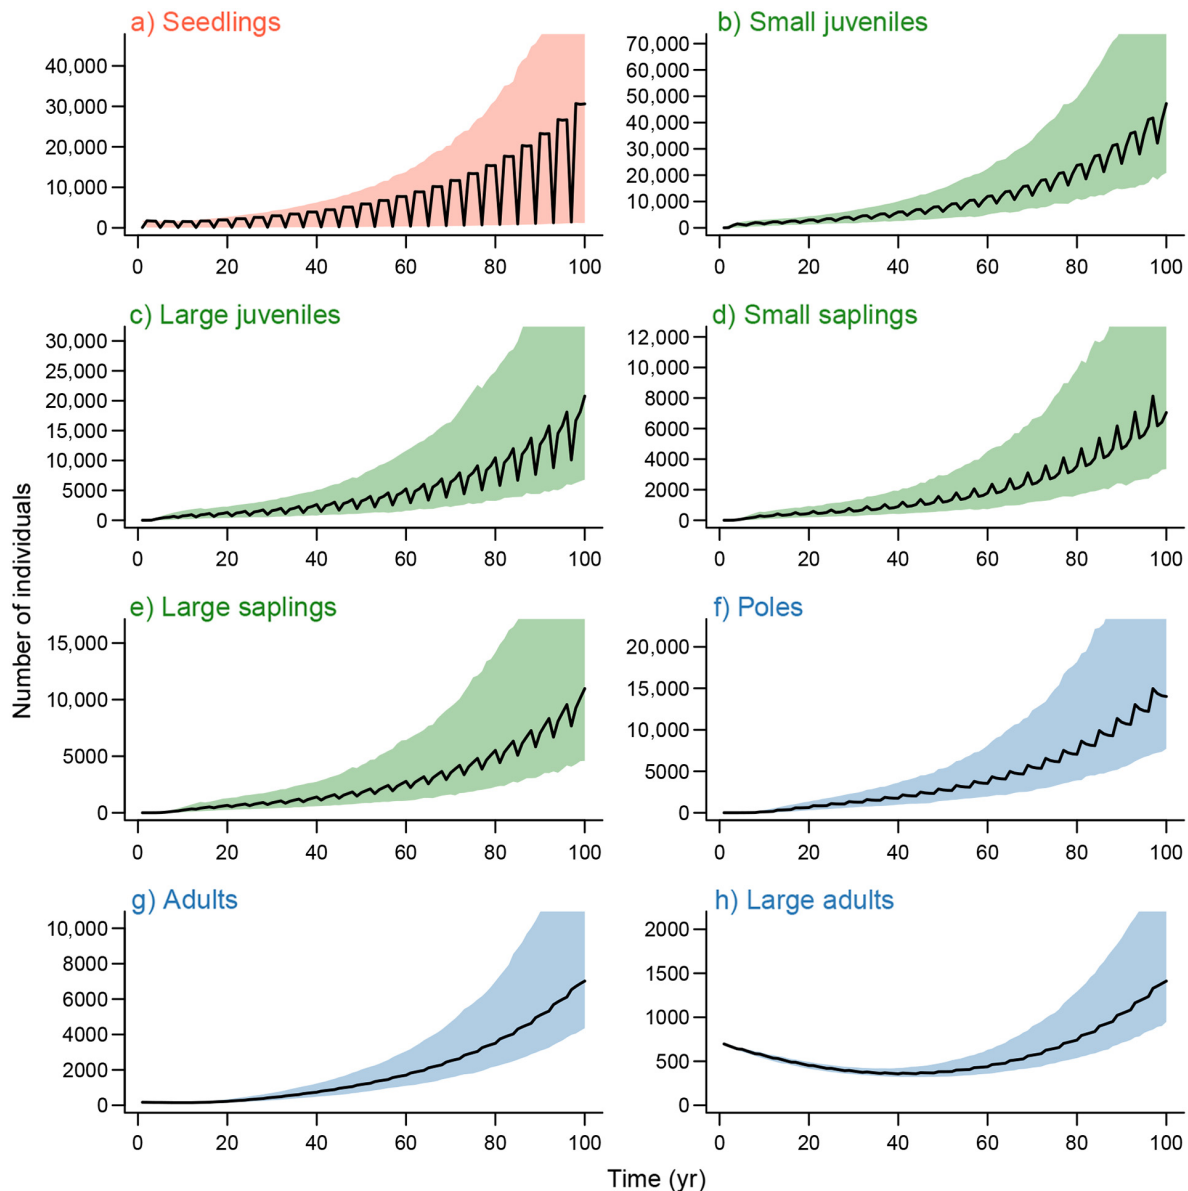 a) Seedlings
40,000
30,000
20,000
10,000
0
0 20 40 60 80 100
b) Small juveniles
70,000
60,000
50,000
40,000
30,000
20,000
10,000
0
0 20 40 60 80 100
c) Large juveniles
30,000
25,000
20,000
15,000
10,000
5000
0
0 20 40 60 80 100
d) Small saplings
12,000
10,000
8000
6000
4000
2000
0
0 20 40 60 80 100
Number of individuals
e) Large saplings
15,000
10,000
5000
0
0 20 40 60 80 100
f) Poles
20,000
15,000
10,000
5000
0
0 20 40 60 80 100
g) Adults
10,000
8000
6000
4000
2000
0
0 20 40 60 80 100
h) Large adults
2000
1500
1000
500
0
0 20 40 60 80 100
Time (yr)